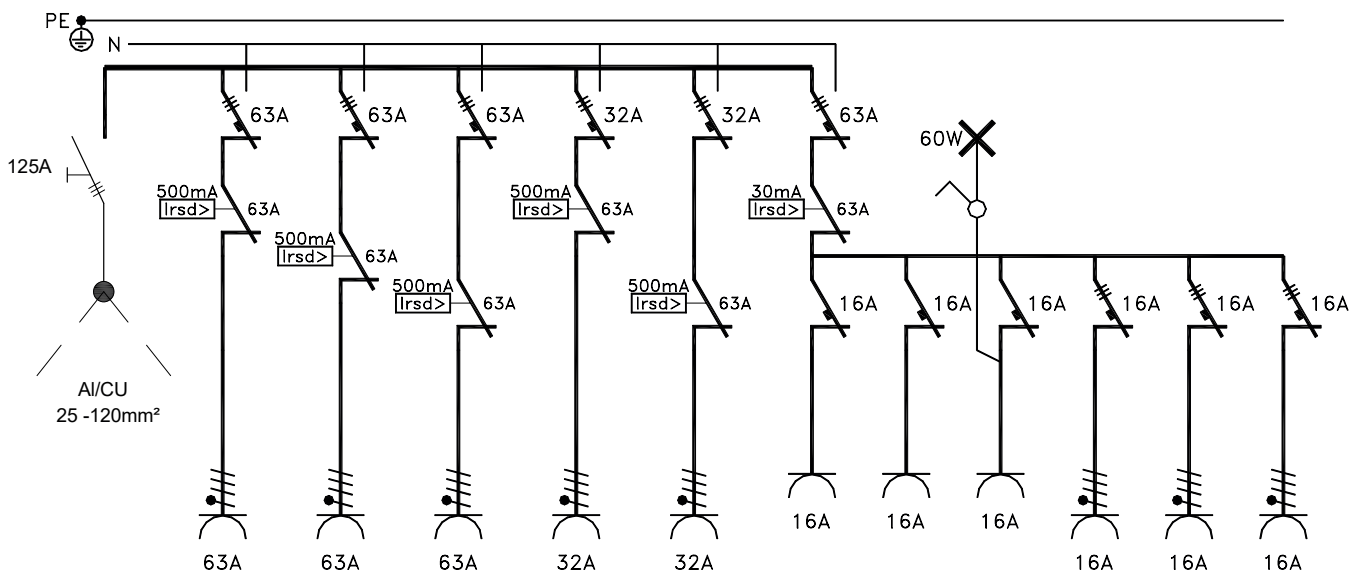 PE
N
63A 63A 63A 32A 32A 63A
60W
125A
500mA 500mA 30mA
Irsd> 63A Irsd> 63A Irsd> 63A
500mA
Irsd> 63A
500mA 500mA
Irsd> 63A Irsd> 63A
16A 16A 16A 16A 16A 16A
Al/CU
25 -120mm²
16A 16A 16A
63A 63A 63A 32A 32A 16A 16A 16A